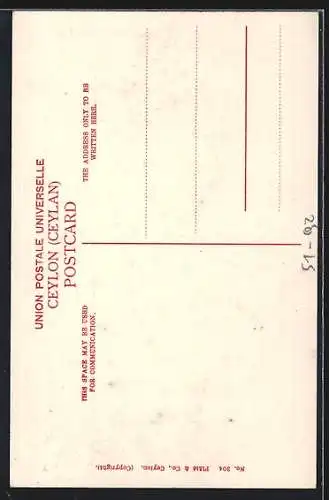 UNION POSTALE UNIVERSELLE
CEYLON (CEYLAN)
POSTCARD
THIS SPACE MAY BE USED
FOR COMMUNICATION.
THE ADDRESS ONLY TO BE
WRITTEN HERE.
No. 304 Plâté & Co., Ceylon. (Copyright).
26-15